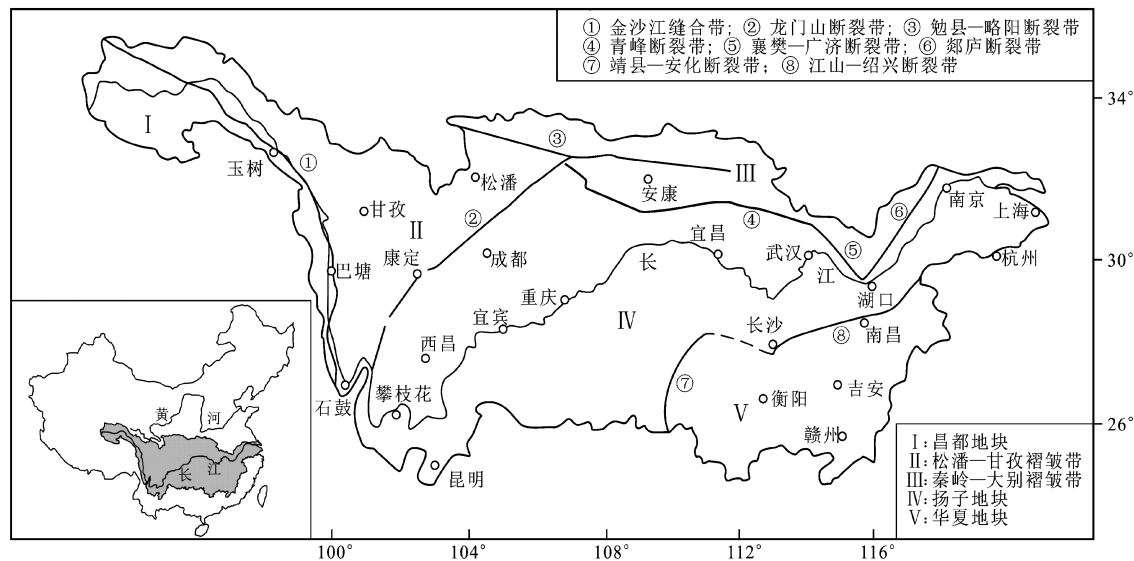 ① 金沙江缝合带; ② 龙门山断裂带; ③ 勉县—略阳断裂带
④ 青峰断裂带; ⑤ 襄樊—广济断裂带; ⑥ 郯庐断裂带
⑦ 靖县—安化断裂带; ⑧ 江山—绍兴断裂带
34°
Ⅰ
③
玉树
①
松潘
Ⅲ
安康
甘孜
南京
⑥
上海
②
Ⅱ
④
宜昌
康定
成都
长
武汉
⑤
江
杭州
30°
巴塘
重庆
湖口
宜宾
Ⅳ
长沙
⑧
南昌
西昌
⑦
攀枝花
石鼓
吉安
衡阳
Ⅴ
赣州
26°
昆明
黄
河
长
江
Ⅰ:昌都地块
Ⅱ:松潘—甘孜褶皱带
Ⅲ:秦岭—大别褶皱带
Ⅳ:扬子地块
Ⅴ:华夏地块
100°
104°
108°
112°
116°